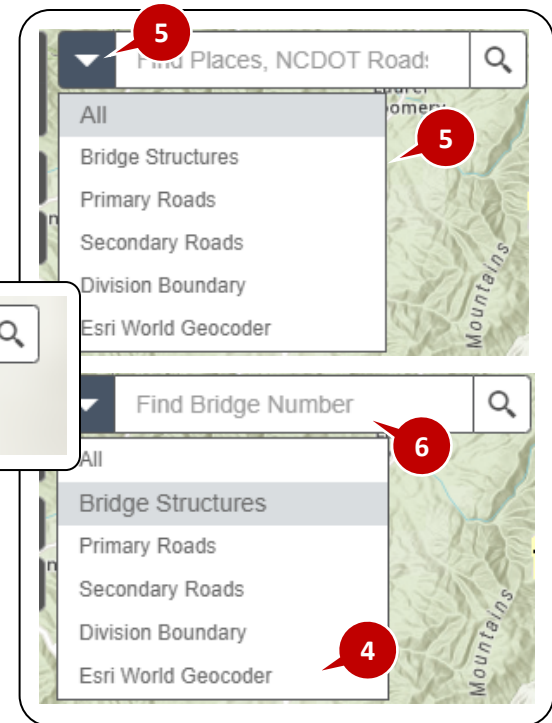 5
Find Places, NCDOT Roads
Laurel
All
5
Bridge Structures
Primary Roads
Secondary Roads
Division Boundary
Esri World Geocoder
Mountains
Find Bridge Number
6
All
Bridge Structures
Primary Roads
Secondary Roads
Division Boundary
4
Esri World Geocoder
Mountains